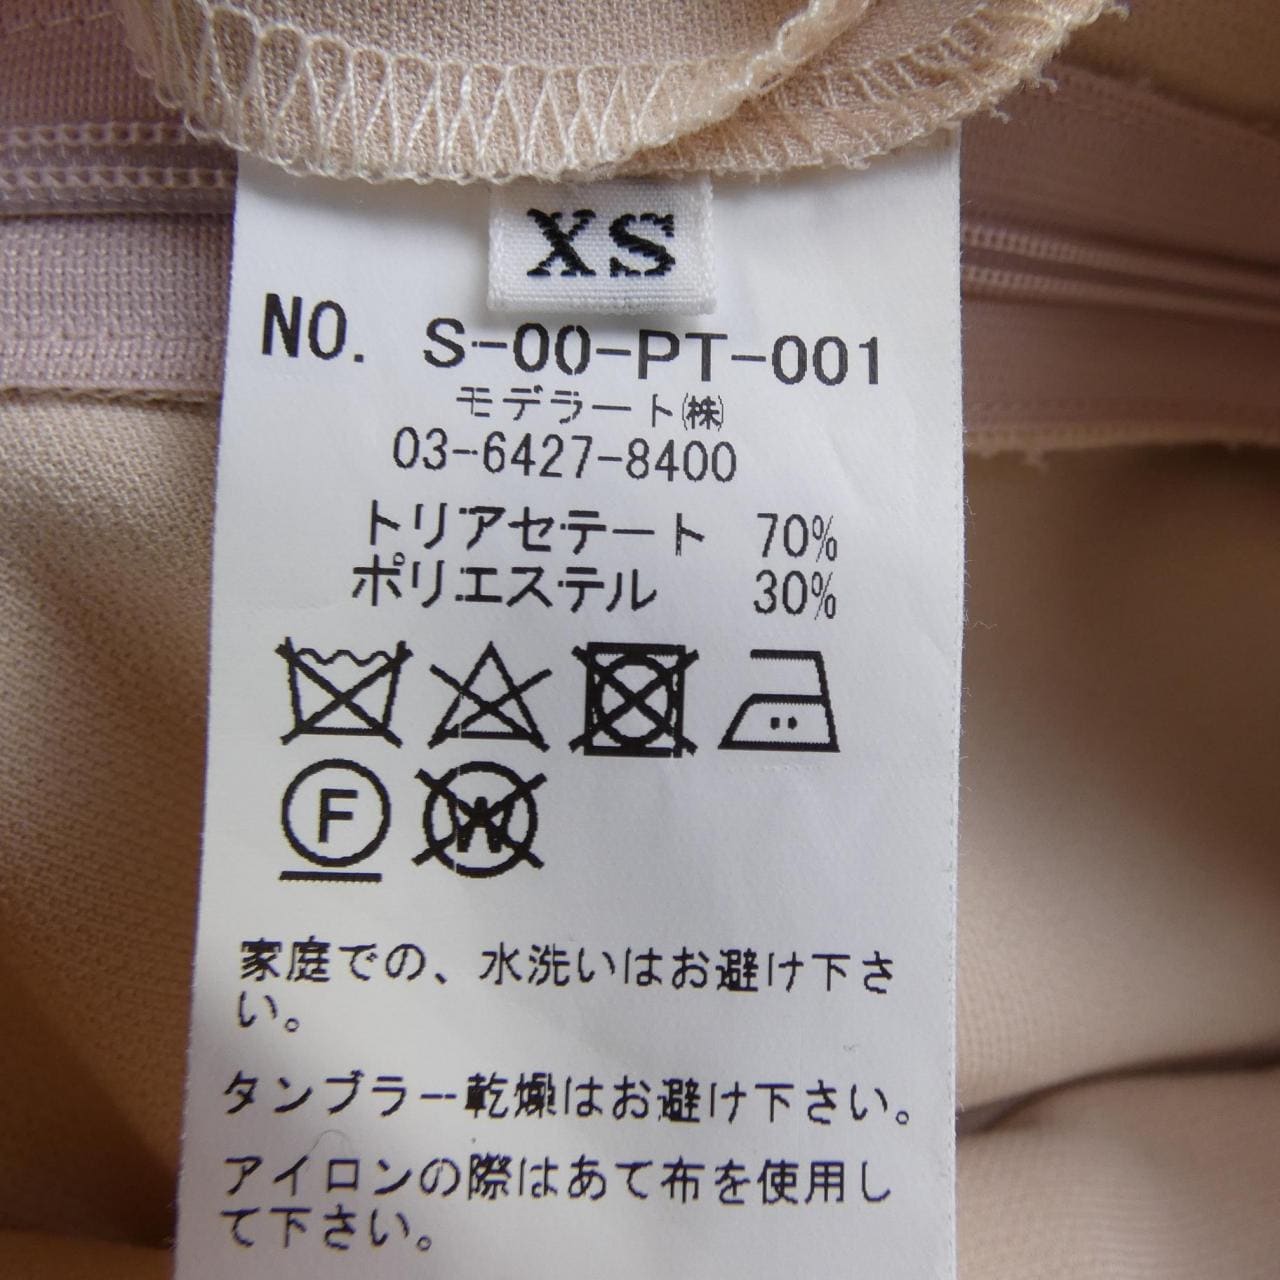 XS
NO. S-00-PT-001
モデラート㈱
03-6427-8400
トリアセテート 70%
ポリエステル 30%
F W
家庭での、水洗いはお避け下さ
い。
タンブラー乾燥はお避け下さい。
アイロンの際はあて布を使用し
て下さい。